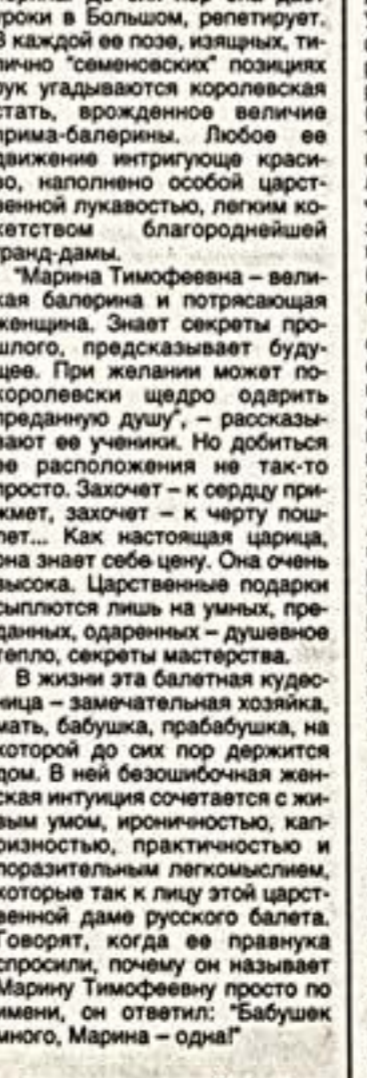 до сих пор она дает
уроки в Большом, репетирует.
В каждой ее позе, изящных, ти-
пично "семеновских" позициях
рук угадываются королевская
стать, врожденное величие
прима-балерины. Любое ее
движение интригующе краси-
во, наполнено особой царст-
венной лукавостью, легким ко-
кетством благороднейшей
гранд-дамы.
"Марина Тимофеевна – вели-
кая балерина и потрясающая
женщина. Знает секреты про-
шлого, предсказывает буду-
щее. При желании может по-
королевски щедро одарить
преданную душу", – рассказы-
вают ее ученики. Но добиться
ее расположения не так-то
просто. Захочет – к сердцу при-
жмет, захочет – к черту пош-
лет... Как настоящая царица,
она знает себе цену. Она очень
высока. Царственные подарки
сыплются лишь на умных, пре-
данных, одаренных – душевное
тепло, секреты мастерства.
В жизни эта балетная кудес-
ница – замечательная хозяйка,
мать, бабушка, прабабушка, на
которой до сих пор держится
дом. В ней безошибочная жен-
ская интуиция сочетается с жи-
вым умом, ироничностью, кап-
ризностью, практичностью и
поразительным легкомыслием,
которые так к лицу этой царст-
венной даме русского балета.
Говорят, когда ее правнука
спросили, почему он называет
Марину Тимофеевну просто по
имени, он ответил: "Бабушек
много, Марина – одна!"